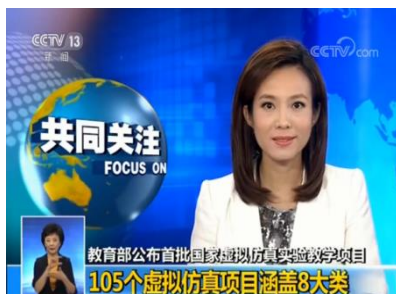 CCTV 13
新闻
CCTV.com
共同关注
FOCUS ON
教育部公布首批国家虚拟仿真实验教学项目
105个虚拟仿真项目涵盖8大类